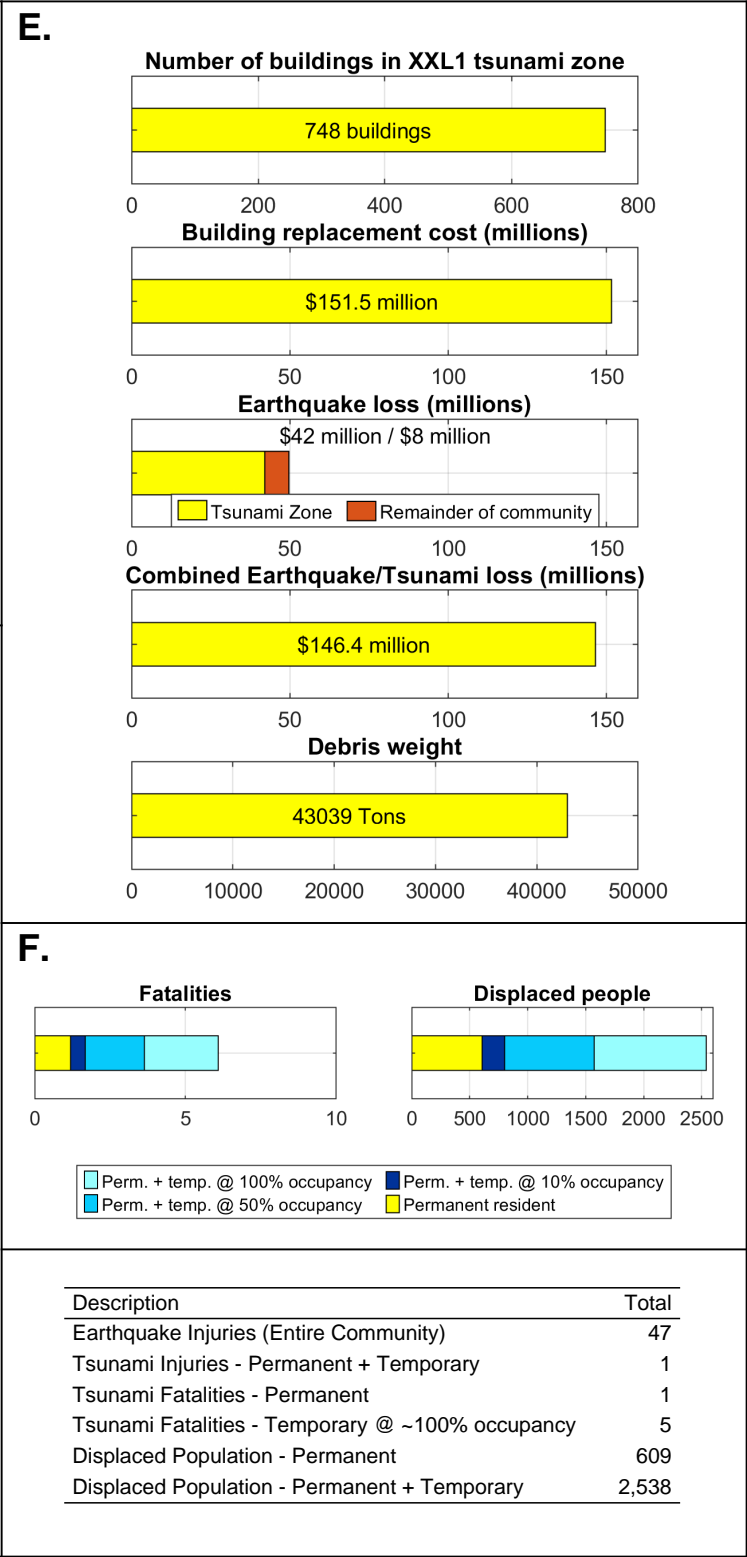 E.
Number of buildings in XXL1 tsunami zone
748 buildings
0 200 400 600 800
Building replacement cost (millions)
$151.5 million
0 50 100 150
Earthquake loss (millions)
$42 million / $8 million
Tsunami Zone Remainder of community
0 50 100 150
Combined Earthquake/Tsunami loss (millions)
$146.4 million
0 50 100 150
Debris weight
43039 Tons
0 10000 20000 30000 40000 50000
F.
Fatalities
0 5 10
Displaced people
0 500 1000 1500 2000 2500
Perm. + temp. @ 100% occupancy Perm. + temp. @ 10% occupancy
Perm. + temp. @ 50% occupancy Permanent resident
Description Total
Earthquake Injuries (Entire Community) 47
Tsunami Injuries - Permanent + Temporary 1
Tsunami Fatalities - Permanent 1
Tsunami Fatalities - Temporary @ ~100% occupancy 5
Displaced Population - Permanent 609
Displaced Population - Permanent + Temporary 2,538